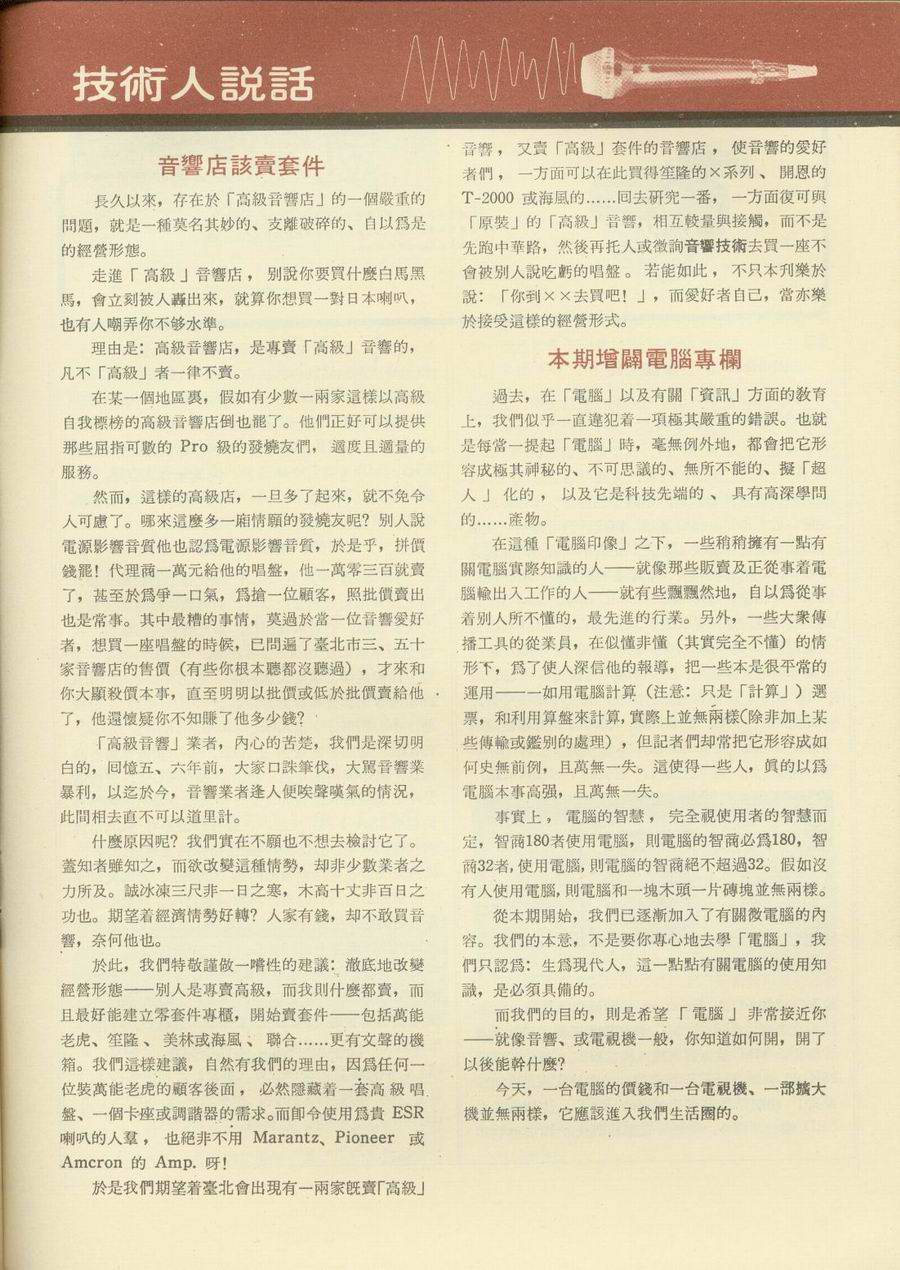 技術人説話
音響店該賣套件
長久以來，存在於「高級音響店」的一個嚴重的
問題，就是一種莫名其妙的、支離破碎的、自以爲是
的經營形態。
走進「高級」音響店，別說你要買什麼白馬黑
馬，會立刻被人轟出來，就算你想買一對日本喇叭，
也有人嘲弄你不够水準。
理由是：高級音響店，是專賣「高級」音響的，
凡不「高級」者一律不賣。
在某一個地區裏，假如有少數一兩家這樣以高級
自我標榜的高級音響店倒也罷了。他們正好可以提供
那些屈指可數的 Pro 級的發燒友們，適度且適量的
服務。
然而，這樣的高級店，一旦多了起來，就不免令
人可慮了。哪來這麼多一廂情願的發燒友呢？別人說
電源影響音質他也認爲電源影響音質，於是乎，拼價
錢罷！代理商一萬元給他的唱盤，他一萬零三百就賣
了，甚至於爲爭一口氣，爲搶一位顧客，照批價賣出
也是常事。其中最糟的事情，莫過於當一位音響愛好
者，想買一座唱盤的時候，已問遍了臺北市三、五十
家音響店的售價（有些你根本聽都沒聽過），才來和
你大顯殺價本事，直至明明以批價或低於批價賣給他
了，他還懷疑你不知賺了他多少錢？
「高級音響」業者，內心的苦楚，我們是深切明
白的，回憶五、六年前，大家口誅筆伐，大罵音響業
暴利，以迄於今，音響業者逢人便唉聲嘆氣的情況，
此間相去直不可以道里計。
什麼原因呢？我們實在不願也不想去檢討它了。
蓋知者雖知之，而欲改變這種情勢，却非少數業者之
力所及。誠冰凍三尺非一日之寒，木高十丈非百日之
功也。期望着經濟情勢好轉？人家有錢，却不敢買音
響，奈何他也。
於此，我們特敬謹做一嗜性的建議：澈底地改變
經營形態——別人是專賣高級，而我則什麼都賣，而
且最好能建立零套件專櫃，開始賣套件——包括萬能
老虎、笙隆、美林或海風、聯合……更有文聲的機
箱。我們這樣建議，自然有我們的理由，因爲任何一
位裝萬能老虎的顧客後面，必然隱藏着一套高級唱
盤、一個卡座或調諧器的需求。而即令使用爲貴 ESR
喇叭的人羣，也絕非不用 Marantz、Pioneer 或
Amcron 的 Amp. 呀！
於是我們期望着臺北會出現有一兩家旣賣「高級」
音響，又賣「高級」套件的音響店，使音響的愛好
者們，一方面可以在此買得笙隆的×系列、開恩的
T-2000 或海風的……回去研究一番，一方面復可與
「原裝」的「高級」音響，相互較量與接觸，而不是
先跑中華路，然後再托人或徵詢音響技術去買一座不
會被別人說吃虧的唱盤。若能如此，不只本刋樂於
說：「你到××去買吧！」，而愛好者自己，當亦樂
於接受這樣的經營形式。
本期增闢電腦專欄
過去，在「電腦」以及有關「資訊」方面的敎育
上，我們似乎一直違犯着一項極其嚴重的錯誤。也就
是每當一提起「電腦」時，毫無例外地，都會把它形
容成極其神秘的、不可思議的、無所不能的、擬「超
人」化的，以及它是科技先端的、具有高深學問
的……產物。
在這種「電腦印像」之下，一些稍稍擁有一點有
關電腦實際知識的人——就像那些販賣及正從事着電
腦輸出入工作的人——就有些飄飄然地，自以爲從事
着別人所不懂的，最先進的行業。另外，一些大衆傳
播工具的從業員，在似懂非懂（其實完全不懂）的情
形下，爲了使人深信他的報導，把一些本是很平常的
運用——一如用電腦計算（注意：只是「計算」）選
票，和利用算盤來計算，實際上並無兩樣（除非加上某
些傳輸或鑑別的處理），但記者們却常把它形容成如
何史無前例，且萬無一失。這使得一些人，眞的以爲
電腦本事高强，且萬無一失。
事實上，電腦的智慧，完全視使用者的智慧而
定，智商180者使用電腦，則電腦的智商必爲180，智
商32者，使用電腦，則電腦的智商絕不超過32。假如沒
有人使用電腦，則電腦和一塊木頭一片磚塊並無兩樣。
從本期開始，我們已逐漸加入了有關微電腦的內
容。我們的本意，不是要你專心地去學「電腦」，我
們只認爲：生爲現代人，這一點點有關電腦的使用知
識，是必須具備的。
而我們的目的，則是希望「電腦」非常接近你
——就像音響、或電視機一般，你知道如何開，開了
以後能幹什麼？
今天，一台電腦的價錢和一台電視機、一部擴大
機並無兩樣，它應該進入我們生活圈的。